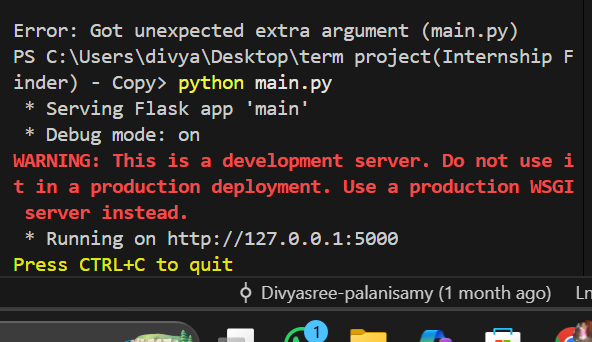 Error: Got unexpected extra argument (main.py)
PS C:\Users\divya\Desktop\term project(Internship F
inder) - Copy> python main.py
 * Serving Flask app 'main'
 * Debug mode: on
WARNING: This is a development server. Do not use i
t in a production deployment. Use a production WSGI
 server instead.
 * Running on http://127.0.0.1:5000
Press CTRL+C to quit
Divyasree-palanisamy (1 month ago) Ln
1